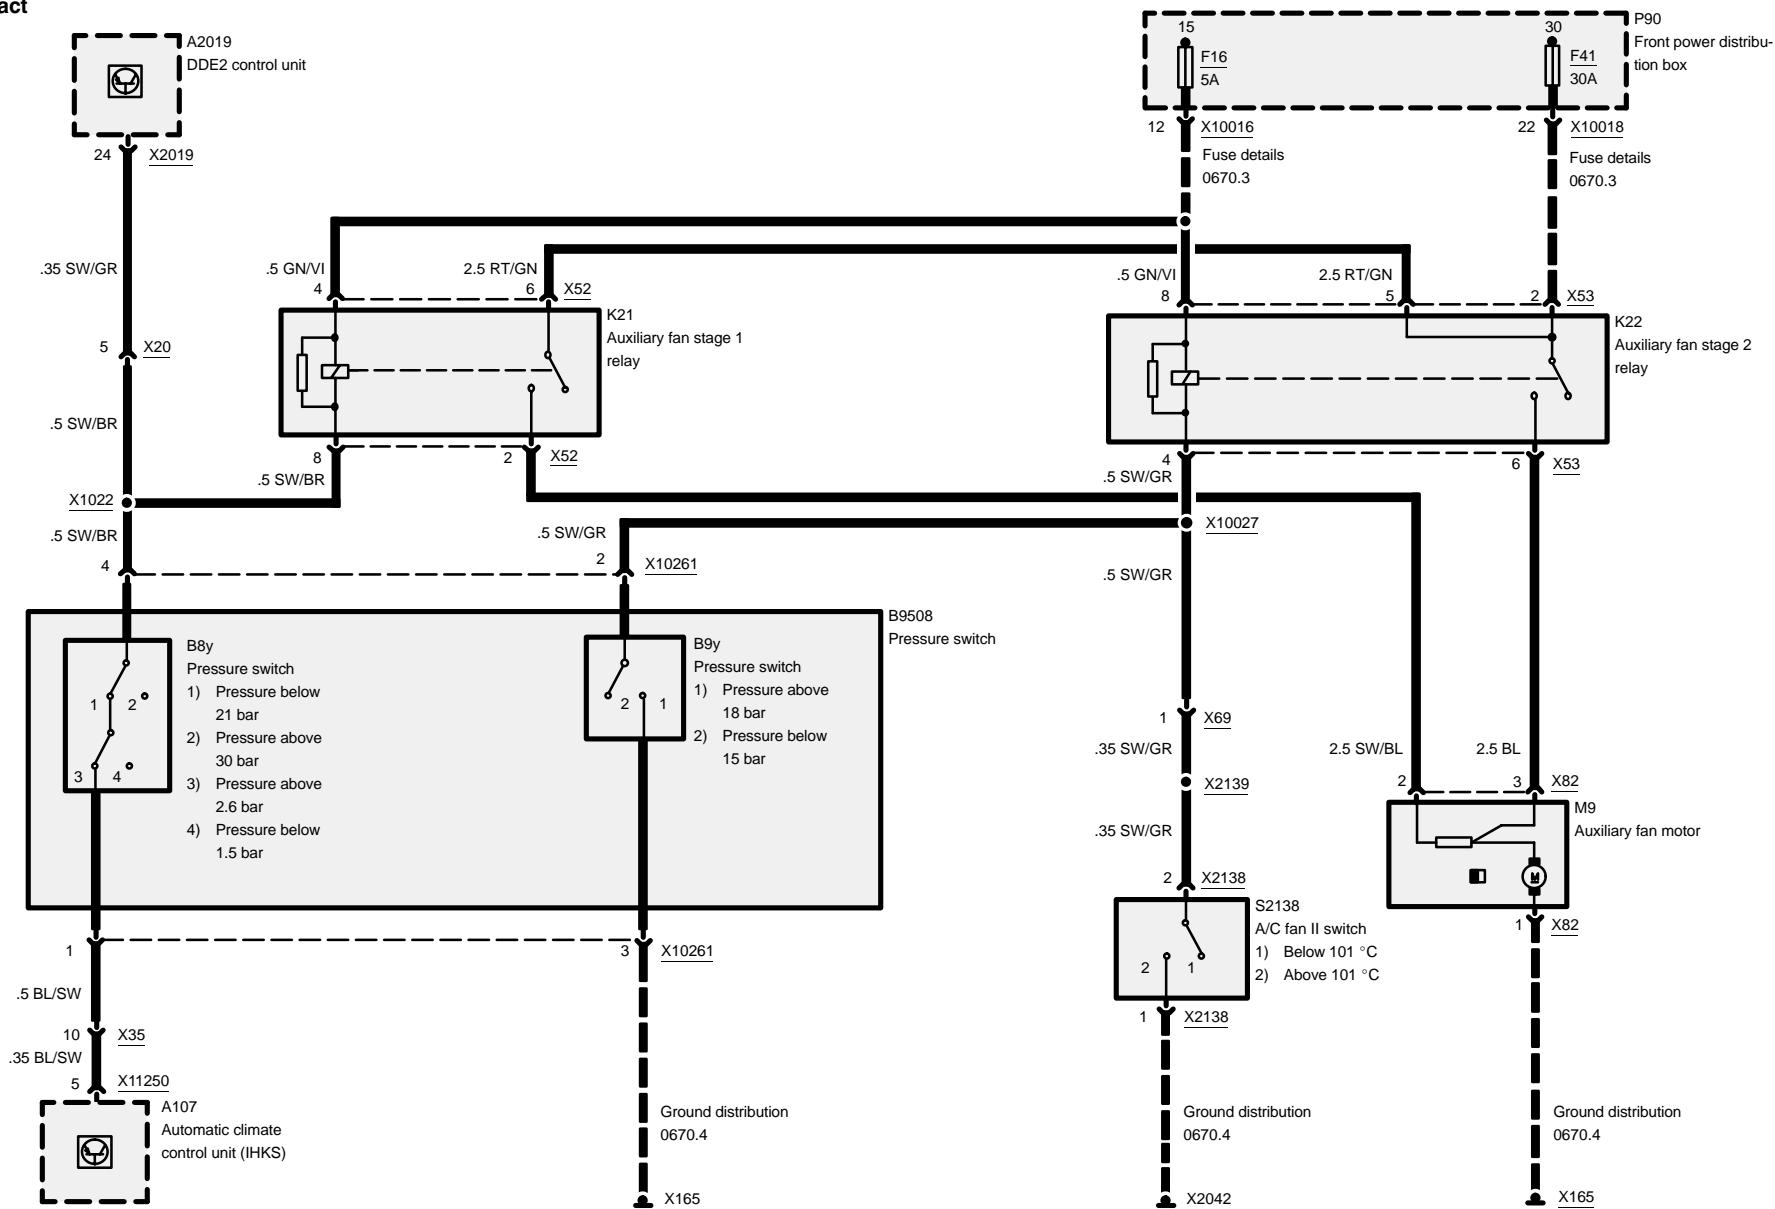 act
A2019
DDE2 control unit
24 X2019
.35 SW/GR
5 X20
.5 SW/BR
X1022
.5 SW/BR
4
P90
Front power distribu-
tion box
15
F16
5A
30
F41
30A
12 X10016
Fuse details
0670.3
22 X10018
Fuse details
0670.3
.5 GN/VI
4
2.5 RT/GN
6 X52
K21
Auxiliary fan stage 1
relay
8
2 X52
.5 SW/BR
.5 GN/VI
8
2.5 RT/GN
5
2 X53
K22
Auxiliary fan stage 2
relay
4
6 X53
.5 SW/GR
X10027
.5 SW/GR
2 X10261
.5 SW/GR
B9508
Pressure switch
B8y
Pressure switch
1) Pressure below
21 bar
2) Pressure above
30 bar
3) Pressure above
2.6 bar
4) Pressure below
1.5 bar
1 2
3 4
B9y
Pressure switch
1) Pressure above
18 bar
2) Pressure below
15 bar
2 1
1
3 X10261
.5 BL/SW
10 X35
.35 BL/SW
5 X11250
A107
Automatic climate
control unit (IHKS)
Ground distribution
0670.4
X165
1 X69
.35 SW/GR
X2139
.35 SW/GR
2 X2138
S2138
A/C fan II switch
1) Below 101 °C
2) Above 101 °C
2 1
1 X2138
Ground distribution
0670.4
X2042
2.5 SW/BL
2
2.5 BL
3 X82
M9
Auxiliary fan motor
M
1 X82
Ground distribution
0670.4
X165